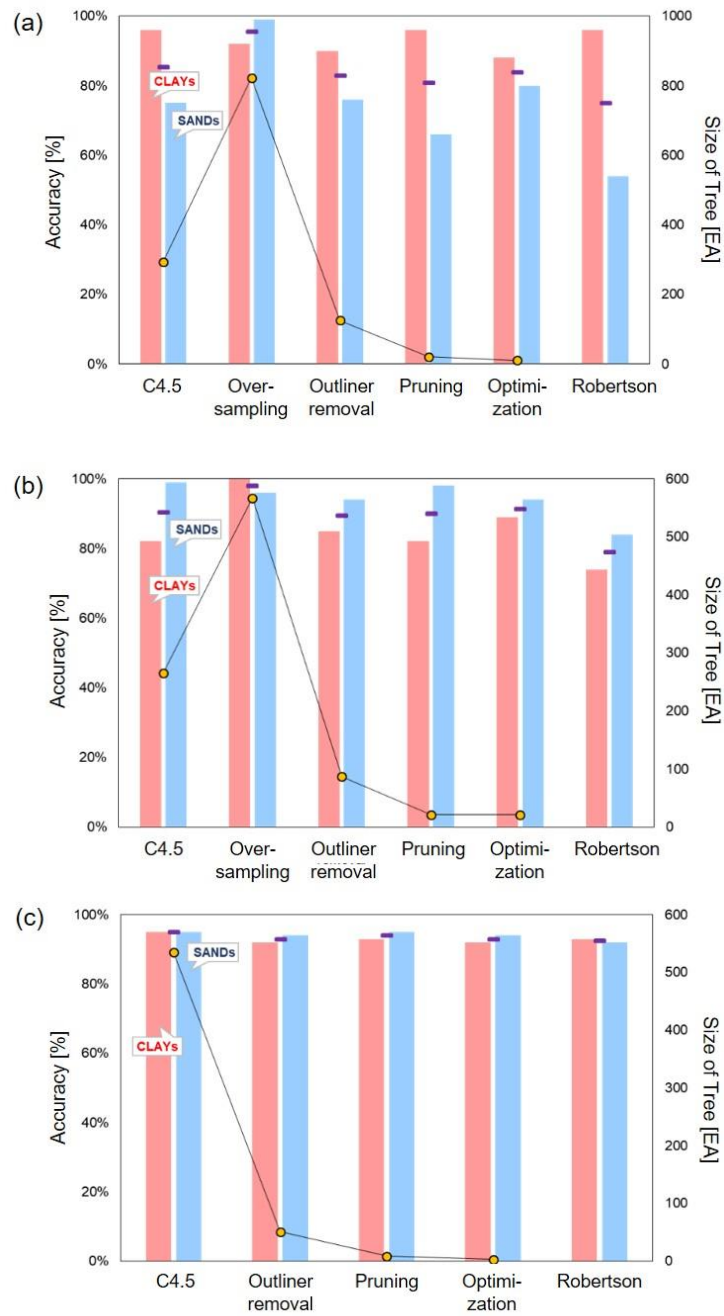 (a)
Accuracy [%]
100%
80%
60%
40%
20%
0%
CLAYs
SANDs
1000
800
600
400
200
0
Size of Tree [EA]
C4.5
Over-
sampling
Outliner
removal
Pruning
Optimi-
zation
Robertson
(b)
Accuracy [%]
100%
80%
60%
40%
20%
0%
SANDs
CLAYs
600
500
400
300
200
100
0
Size of Tree [EA]
C4.5
Over-
sampling
Outliner
removal
Pruning
Optimi-
zation
Robertson
(c)
Accuracy [%]
100%
80%
60%
40%
20%
0%
SANDs
CLAYs
600
500
400
300
200
100
0
Size of Tree [EA]
C4.5
Outliner
removal
Pruning
Optimi-
zation
Robertson